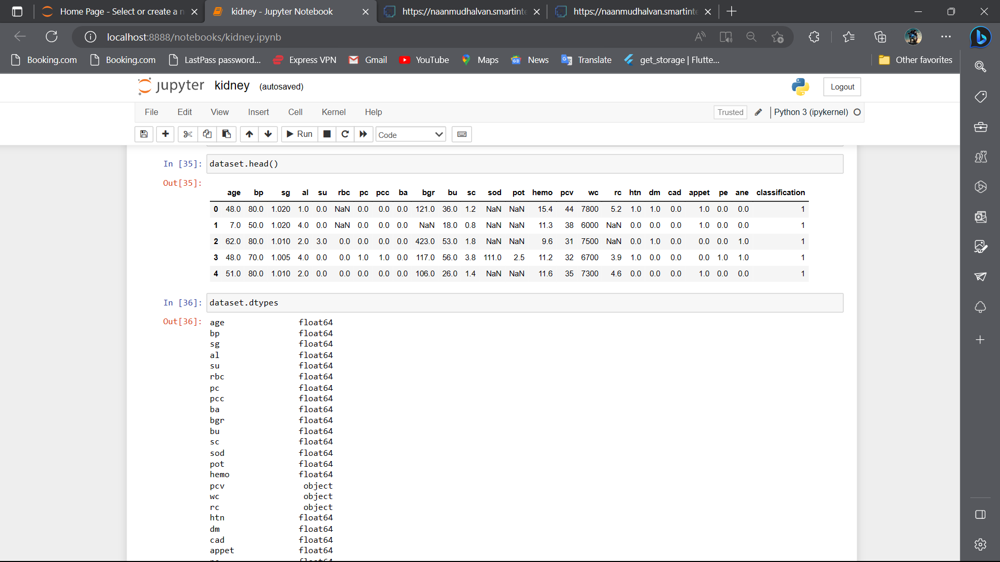 Home Page - Select or create a n
kidney - Jupyter Notebook
https://naanmudhalvan.smartinte
https://naanmudhalvan.smartinte
localhost:8888/notebooks/kidney.ipynb
Booking.com
Booking.com
LastPass password...
Express VPN
Gmail
YouTube
Maps
News
Translate
get_storage | Flutte...
Other favorites
jupyter kidney (autosaved)
Logout
File Edit View Insert Cell Kernel Help
Trusted
Python 3 (ipykernel)
Run
Code
In [35]: dataset.head()
Out[35]:
age bp sg al su rbc pc pcc ba bgr bu sc sod pot hemo pcv wc rc htn dm cad appet pe ane classification
0 48.0 80.0 1.020 1.0 0.0 NaN 0.0 0.0 0.0 121.0 36.0 1.2 NaN NaN 15.4 44 7800 5.2 1.0 1.0 0.0 1.0 0.0 0.0 1
1 7.0 50.0 1.020 4.0 0.0 NaN 0.0 0.0 0.0 NaN 18.0 0.8 NaN NaN 11.3 38 6000 NaN 0.0 0.0 0.0 1.0 0.0 0.0 1
2 62.0 80.0 1.010 2.0 3.0 0.0 0.0 0.0 0.0 423.0 53.0 1.8 NaN NaN 9.6 31 7500 NaN 0.0 1.0 0.0 0.0 0.0 1.0 1
3 48.0 70.0 1.005 4.0 0.0 0.0 1.0 1.0 0.0 117.0 56.0 3.8 111.0 2.5 11.2 32 6700 3.9 1.0 0.0 0.0 0.0 1.0 1.0 1
4 51.0 80.0 1.010 2.0 0.0 0.0 0.0 0.0 0.0 106.0 26.0 1.4 NaN NaN 11.6 35 7300 4.6 0.0 0.0 0.0 1.0 0.0 0.0 1
In [36]: dataset.dtypes
Out[36]:
age float64
bp float64
sg float64
al float64
su float64
rbc float64
pc float64
pcc float64
ba float64
bgr float64
bu float64
sc float64
sod float64
pot float64
hemo float64
pcv object
wc object
rc object
htn float64
dm float64
cad float64
appet float64